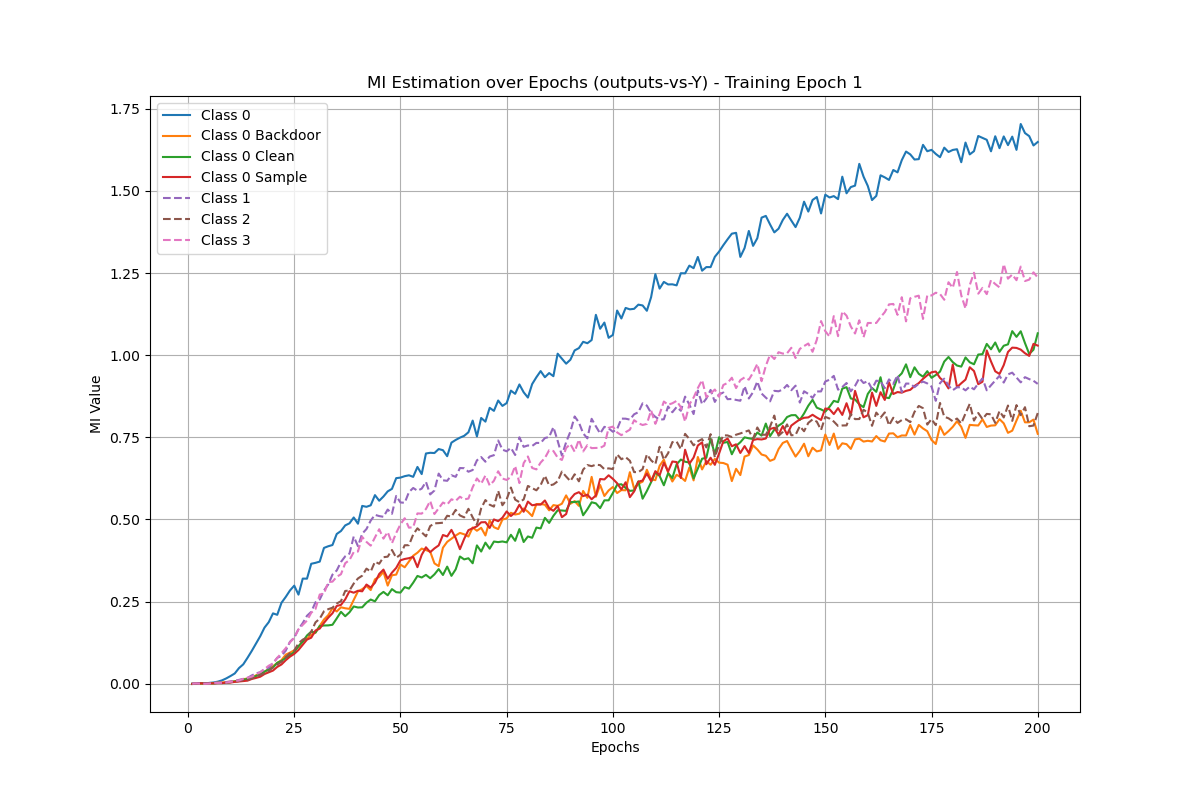 MI Estimation over Epochs (outputs-vs-Y) - Training Epoch 1
Class 0
Class 0 Backdoor
Class 0 Clean
Class 0 Sample
Class 1
Class 2
Class 3
MI Value
1.75
1.50
1.25
1.00
0.75
0.50
0.25
0.00
0 25 50 75 100 125 150 175 200
Epochs